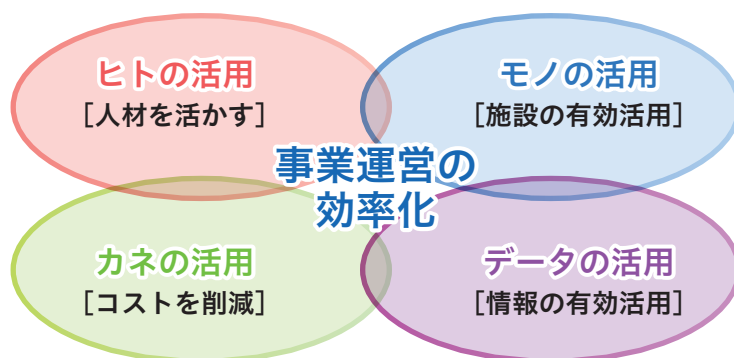 ヒトの活用
［人材を活かす］
モノの活用
［施設の有効活用］
事業運営の
効率化
カネの活用
［コストを削減］
データの活用
［情報の有効活用］